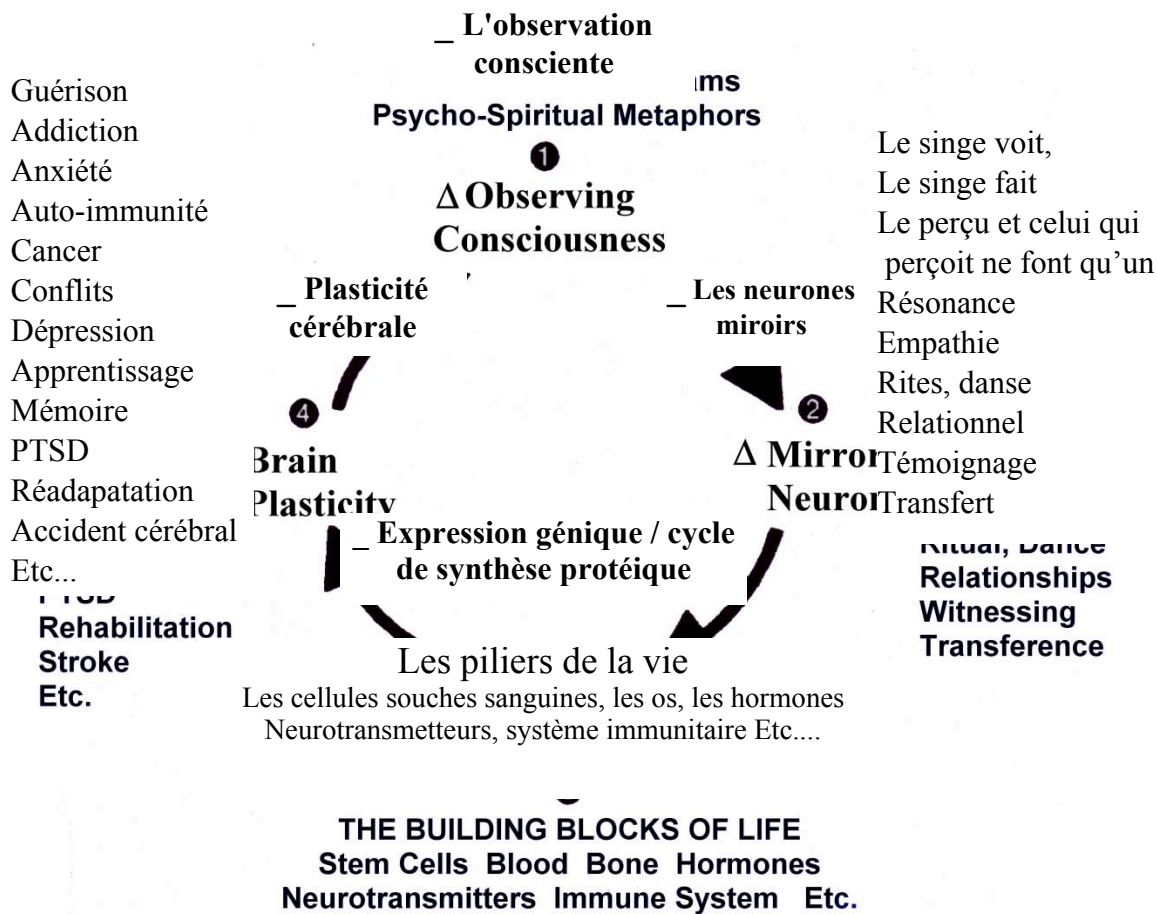 _ L'observation
consciente
Psycho-Spiritual Metaphors
1
Δ Observing
Consciousness
Guérison
Addiction
Anxiété
Auto-immunité
Cancer
Conflits
Dépression
Apprentissage
Mémoire
PTSD
Réadapatation
Accident cérébral
Etc...
PTSD
Rehabilitation
Stroke
Etc.
_ Plasticité
cérébrale
4
Brain
Plasticity
_ Les neurones
miroirs
2
Δ Mirror
Le singe voit,
Le singe fait
Le perçu et celui qui
perçoit ne font qu’un
Résonance
Empathie
Rites, danse
Relationnel
Témoignage
Transfert
Ritual, Dance
Relationships
Witnessing
Transference
_ Expression génique / cycle
de synthèse protéique
Les piliers de la vie
Les cellules souches sanguines, les os, les hormones
Neurotransmetteurs, système immunitaire Etc....
THE BUILDING BLOCKS OF LIFE
Stem Cells Blood Bone Hormones
Neurotransmitters Immune System Etc.